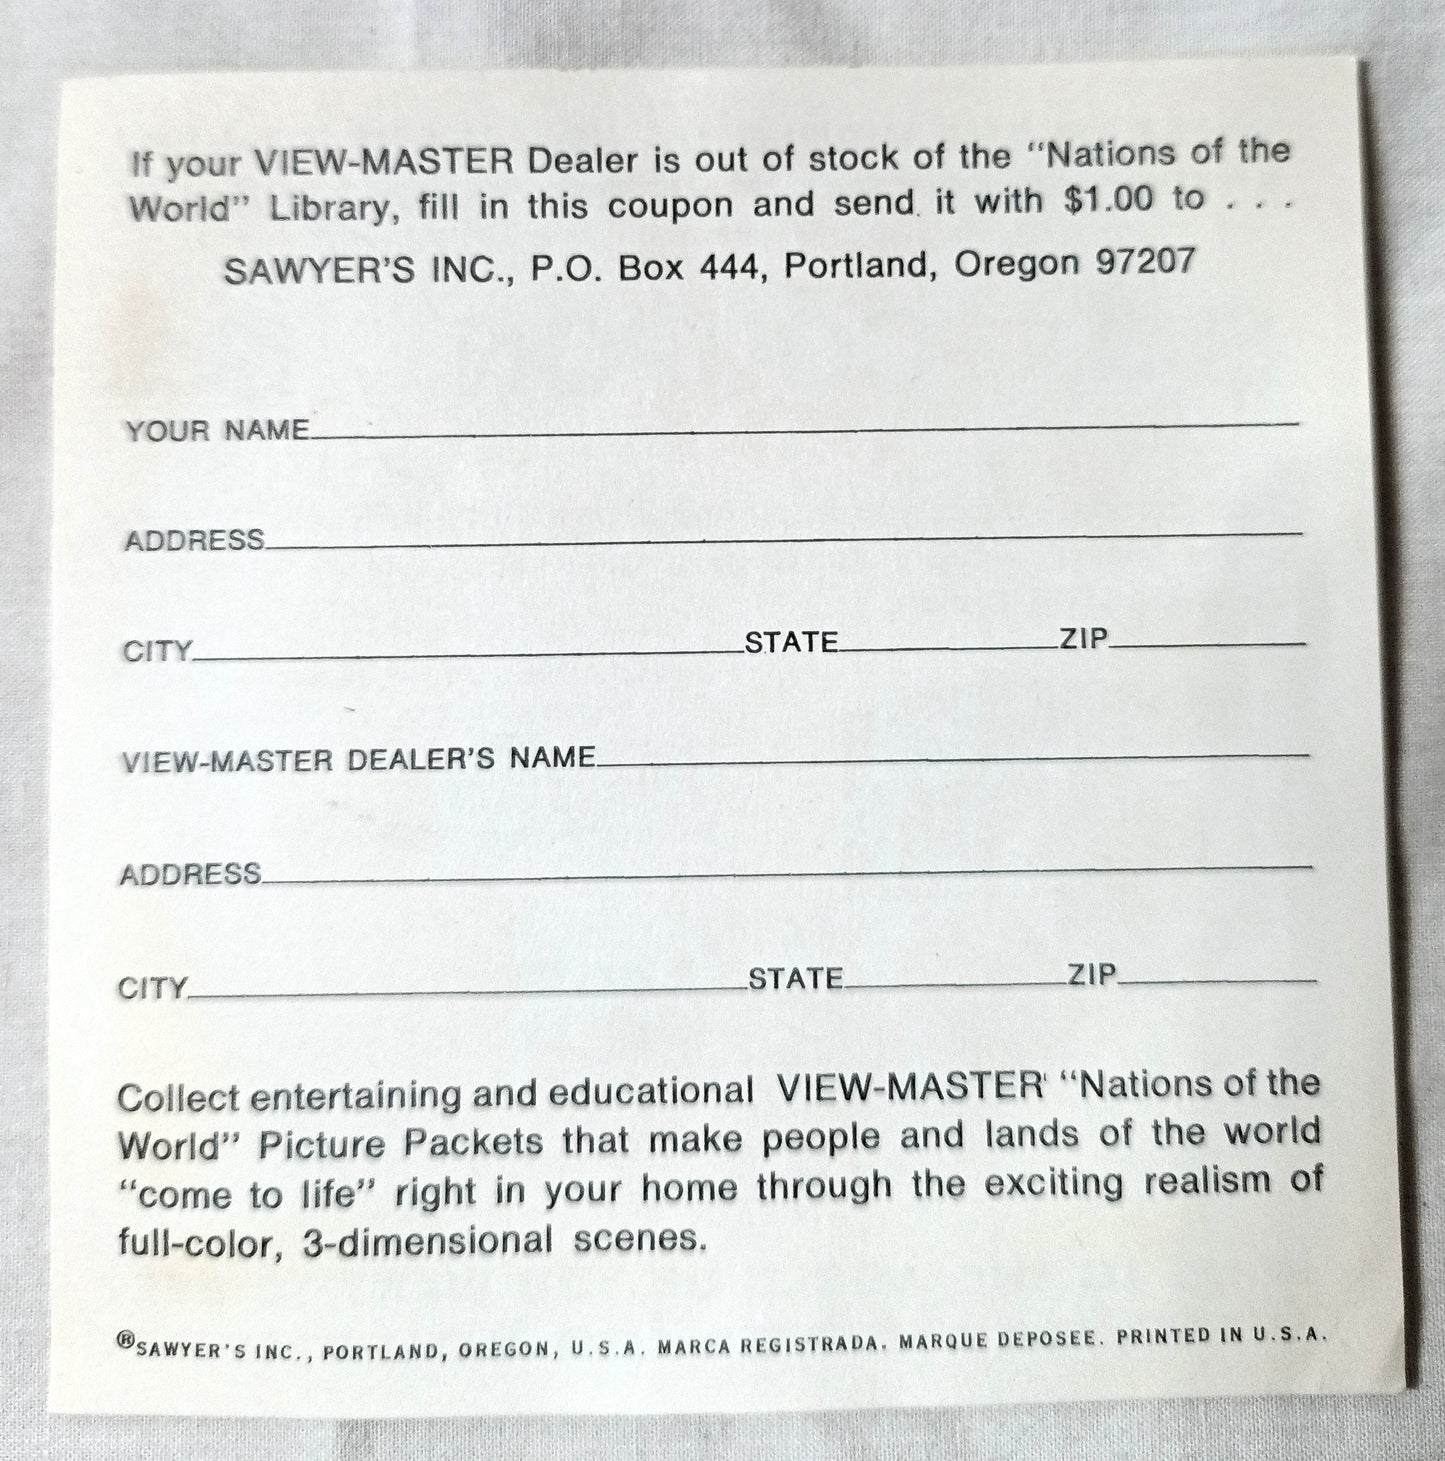 If your VIEW-MASTER Dealer is out of stock of the “Nations of the
World” Library, fill in this coupon and send it with $1.00 to . . .
SAWYER’S INC., P.O. Box 444, Portland, Oregon 97207
YOUR NAME
ADDRESS
CITY STATE ZIP
VIEW-MASTER DEALER’S NAME
ADDRESS
CITY STATE ZIP
Collect entertaining and educational VIEW-MASTER “Nations of the
World” Picture Packets that make people and lands of the world
“come to life” right in your home through the exciting realism of
full-color, 3-dimensional scenes.
®SAWYER’S INC., PORTLAND, OREGON, U.S.A. MARCA REGISTRADA. MARQUE DEPOSEE. PRINTED IN U.S.A.